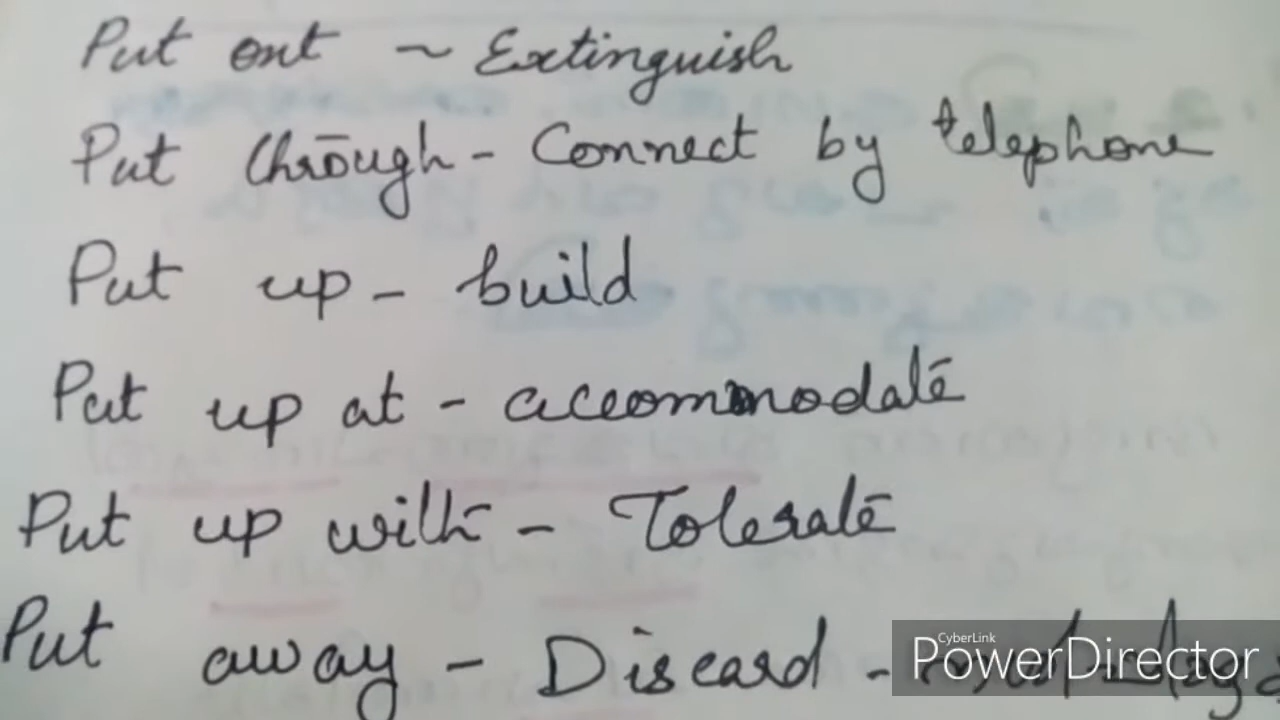 Put out ~ Extinguish
Put through - Connect by telephone
Put up - build
Put up at - accommodate
Put up with - Tolerate
Put away - Discard -
CyberLink
PowerDirector